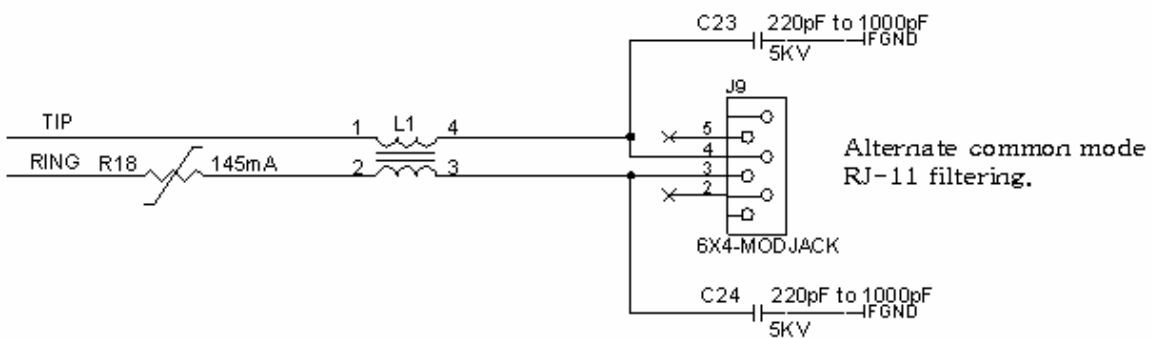 C23 220pF to 1000pF
FGND
5KV
J9
TIP
1 L1 4
5
4
RING R18 145mA
2 3
3
2
Alternate common mode
RJ-11 filtering.
6X4-MODJACK
C24 220pF to 1000pF
FGND
5KV